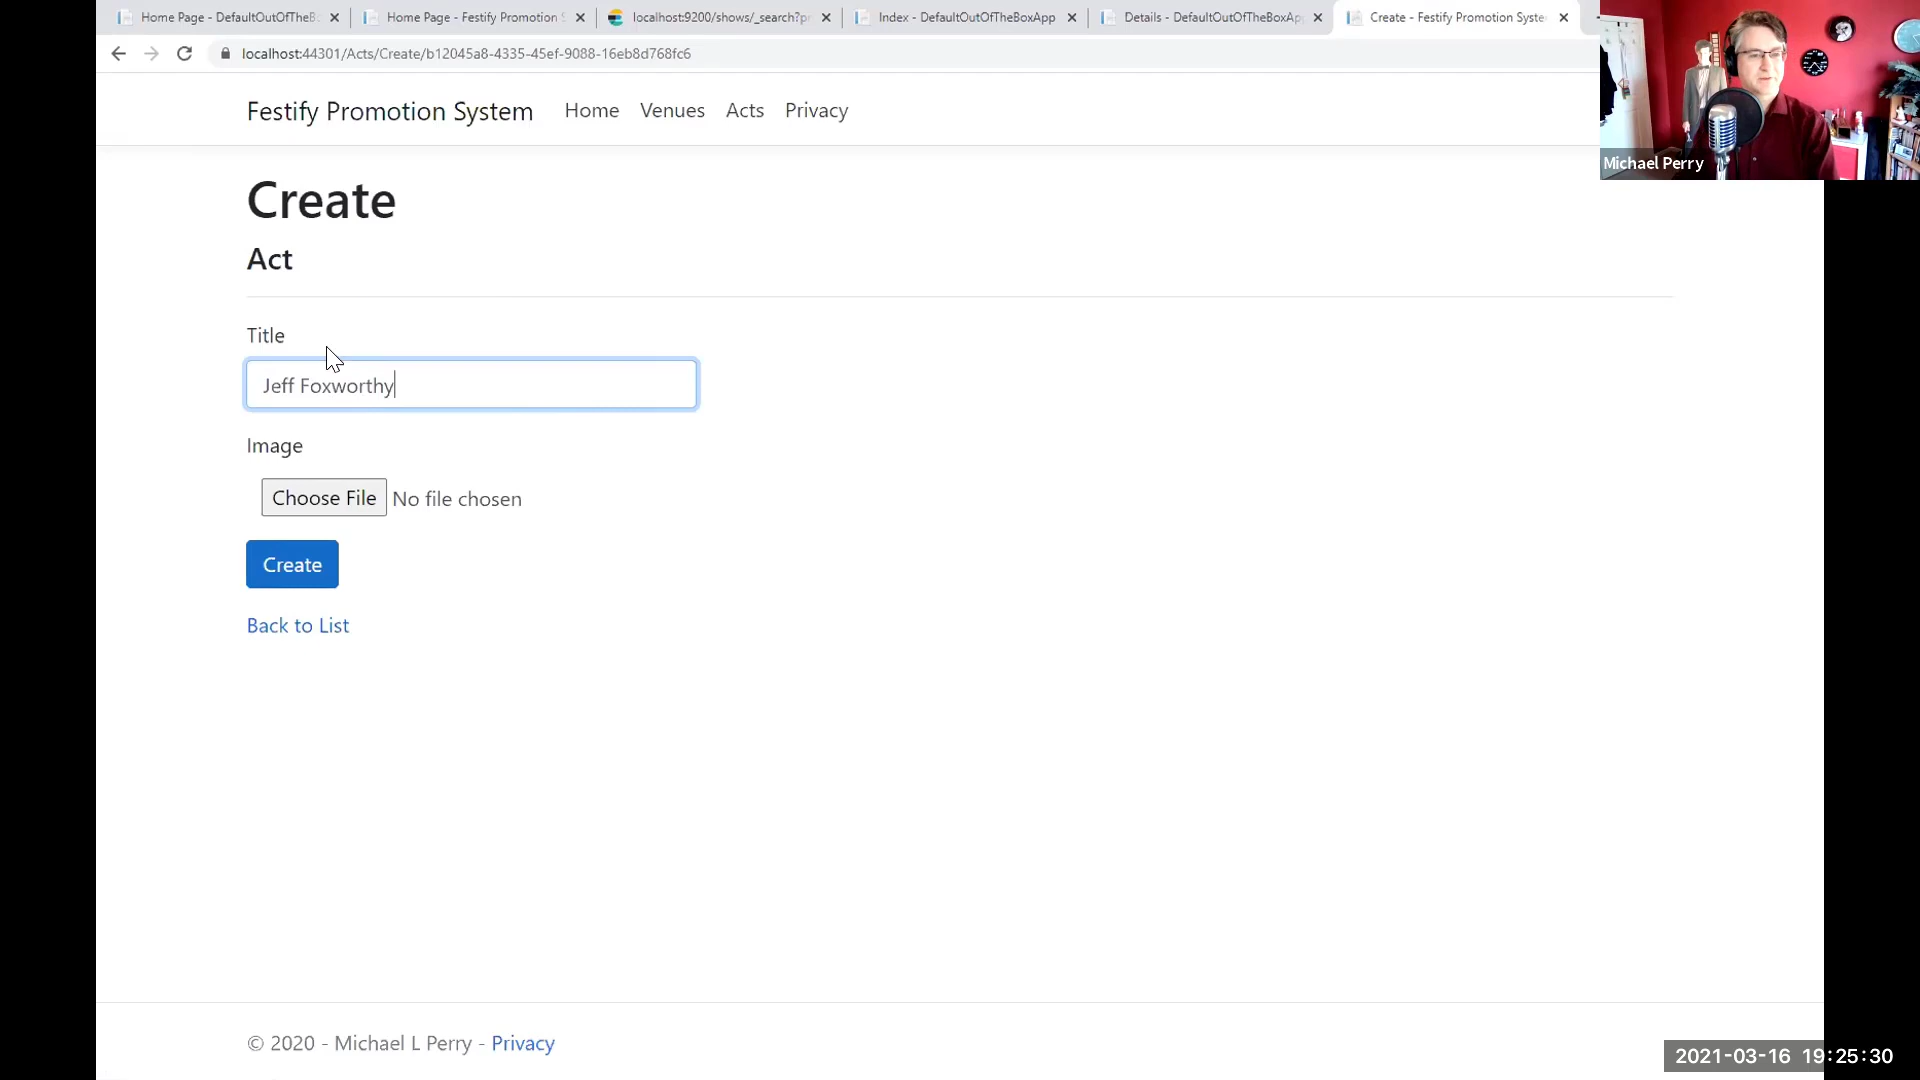 Home Page - DefaultOutOfTheB
Home Page - Festify Promotion S
localhost:9200/shows/_search?pr
Index - DefaultOutOfTheBoxApp
Details - DefaultOutOfTheBoxApp
Create - Festify Promotion Syste
localhost:44301/Acts/Create/b12045a8-4335-45ef-9088-16eb8d768fc6
Michael Perry
Festify Promotion System
Home
Venues
Acts
Privacy
Create
Act
Title
Jeff Foxworthy
Image
Choose File No file chosen
Create
Back to List
© 2020 - Michael L Perry - Privacy
2021-03-16 19:25:30